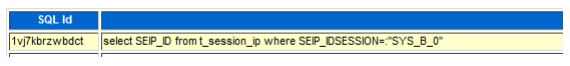 SQL Id
1vj7kbrzwbdct select SEIP_ID from t_session_ip where SEIP_IDSESSION=:"SYS_B_0"